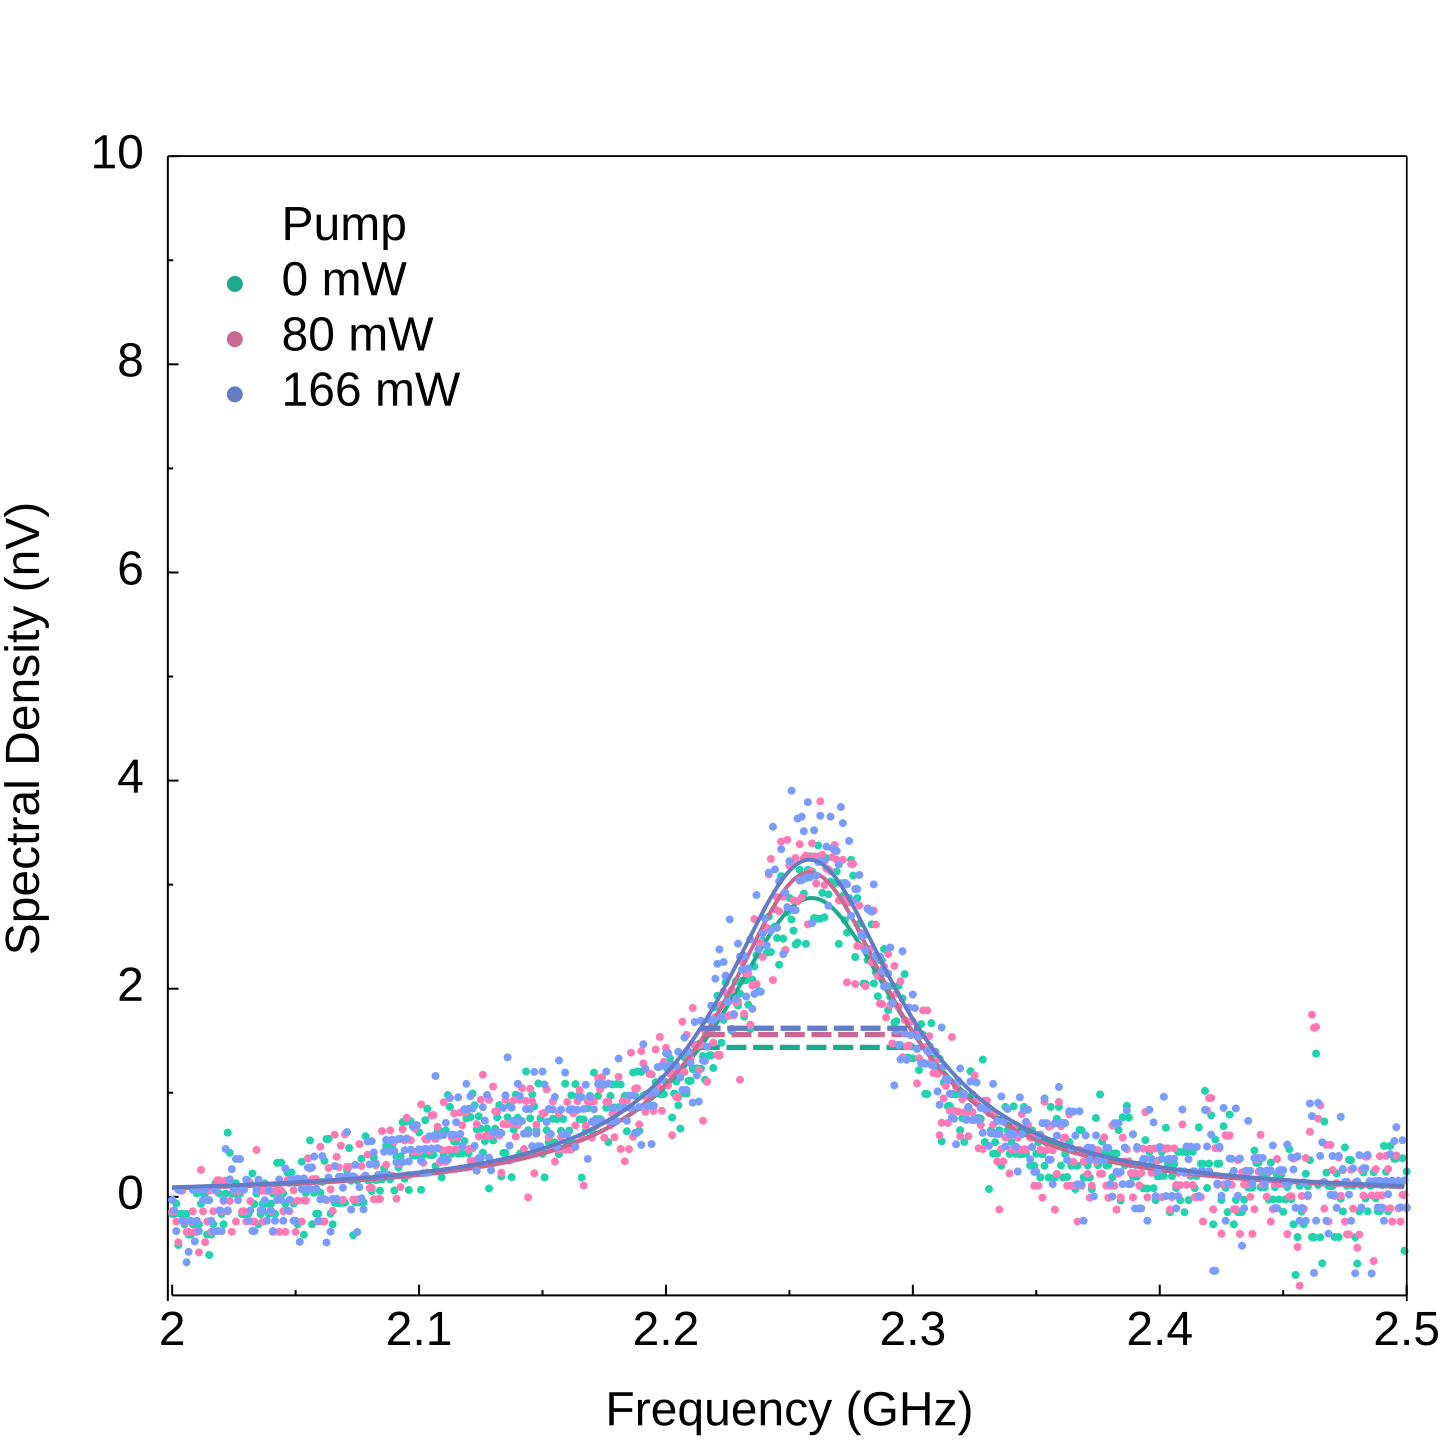 10
8
6
4
2
0
Spectral Density (nV)
Pump
0 mW
80 mW
166 mW
2 2.1 2.2 2.3 2.4 2.5
Frequency (GHz)